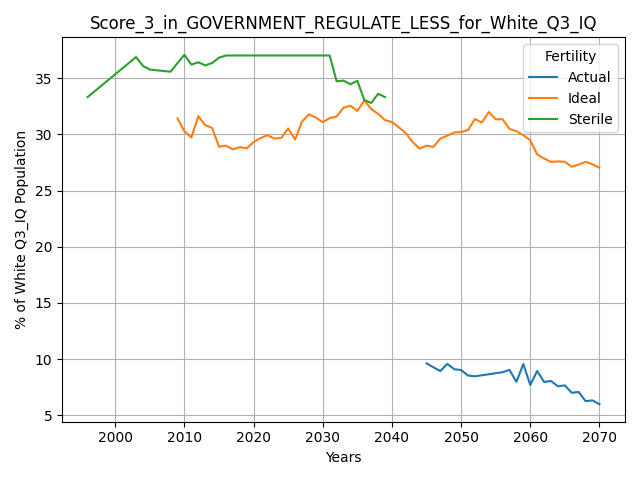 Score_3_in_GOVERNMENT_REGULATE_LESS_for_White_Q3_IQ
Fertility
Actual
Ideal
Sterile
% of White Q3_IQ Population
35
30
25
20
15
10
5
2000 2010 2020 2030 2040 2050 2060 2070
Years